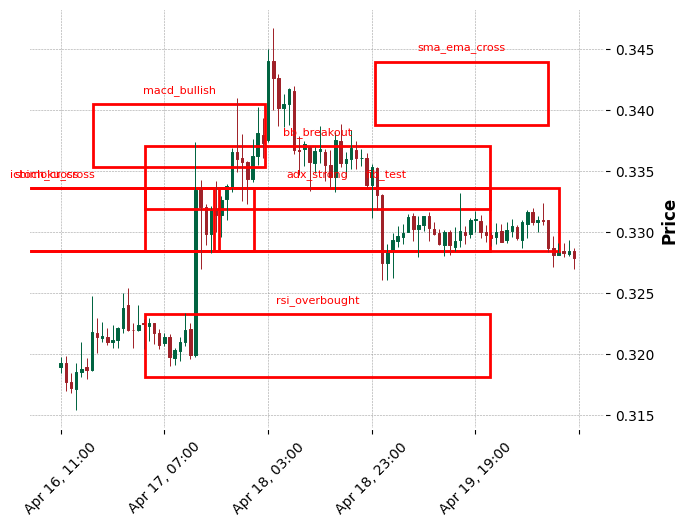 sma_ema_cross
0.345
macd_bullish
0.340
bb_breakout
0.335
adx_strong
0.330
Price
rsi_overbought
0.325
0.320
0.315
Apr 16, 11:00
Apr 17, 07:00
Apr 18, 03:00
Apr 18, 23:00
Apr 19, 19:00